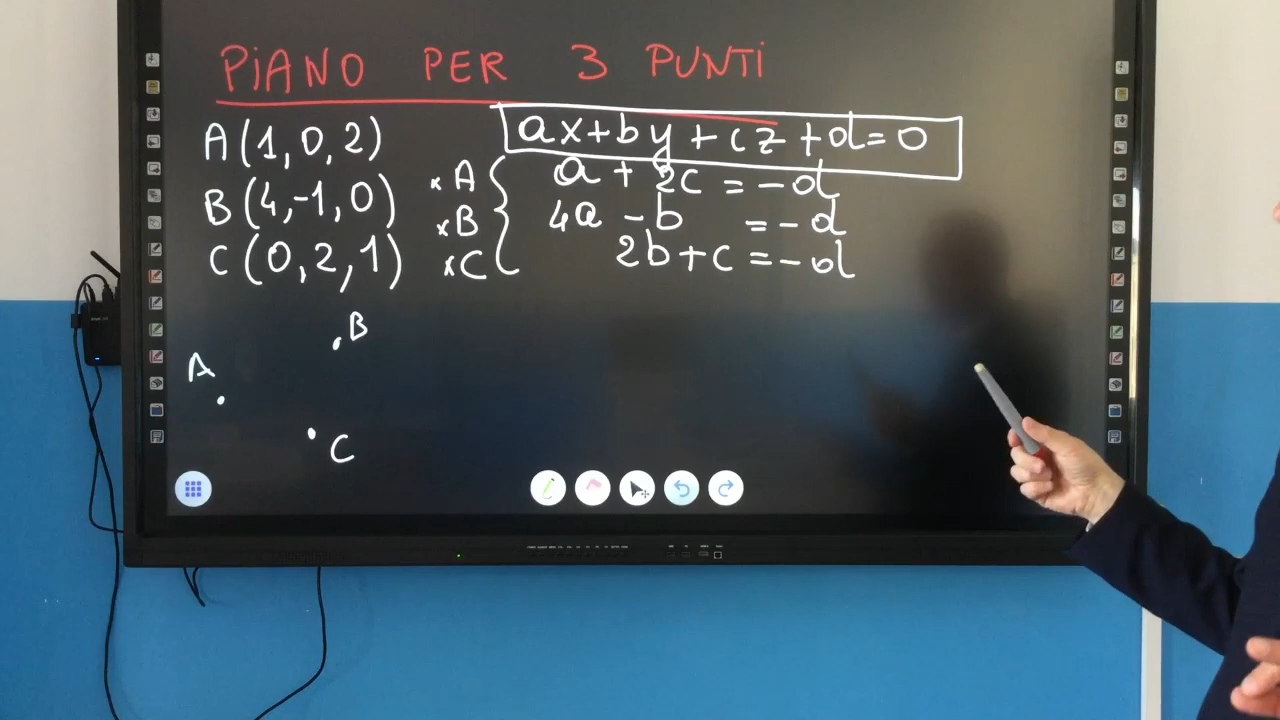 PiANO PER 3 PUNTi
ax+by+cz+d=0
A(1,0,2)
B(4,-1,0)
C(0,2,1)
×A { a + 2c = -d
×B { 4a - b = -d
×C { 2b+c = -d
B
A
C